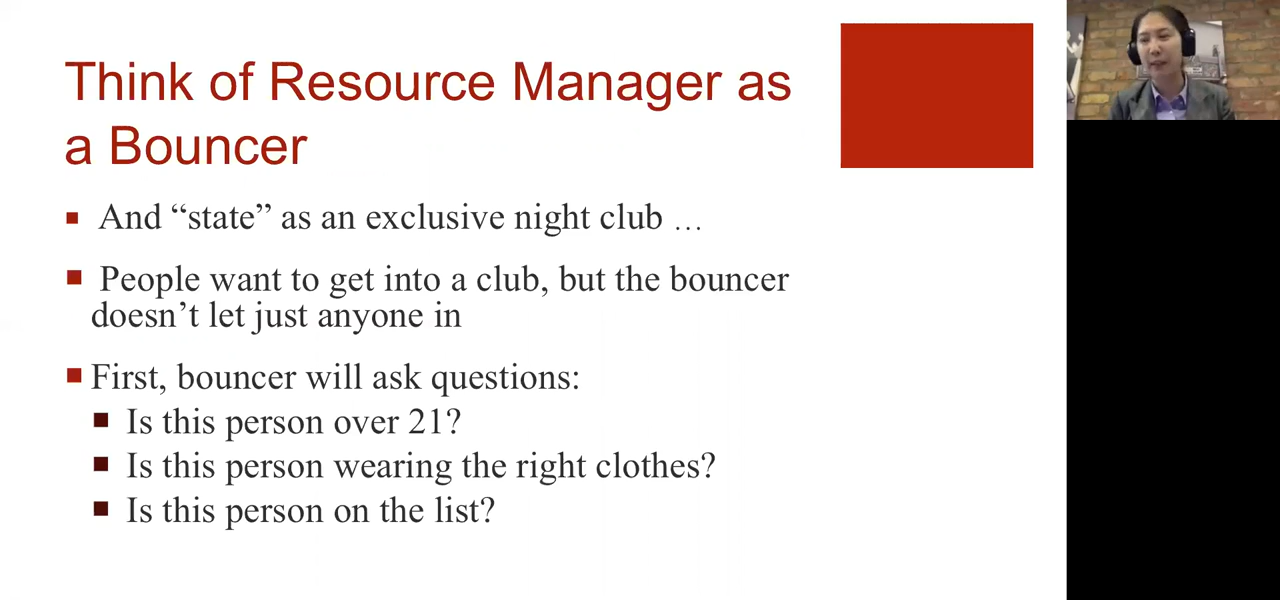 Think of Resource Manager as
a Bouncer
And “state” as an exclusive night club …
People want to get into a club, but the bouncer
doesn’t let just anyone in
First, bouncer will ask questions:
Is this person over 21?
Is this person wearing the right clothes?
Is this person on the list?